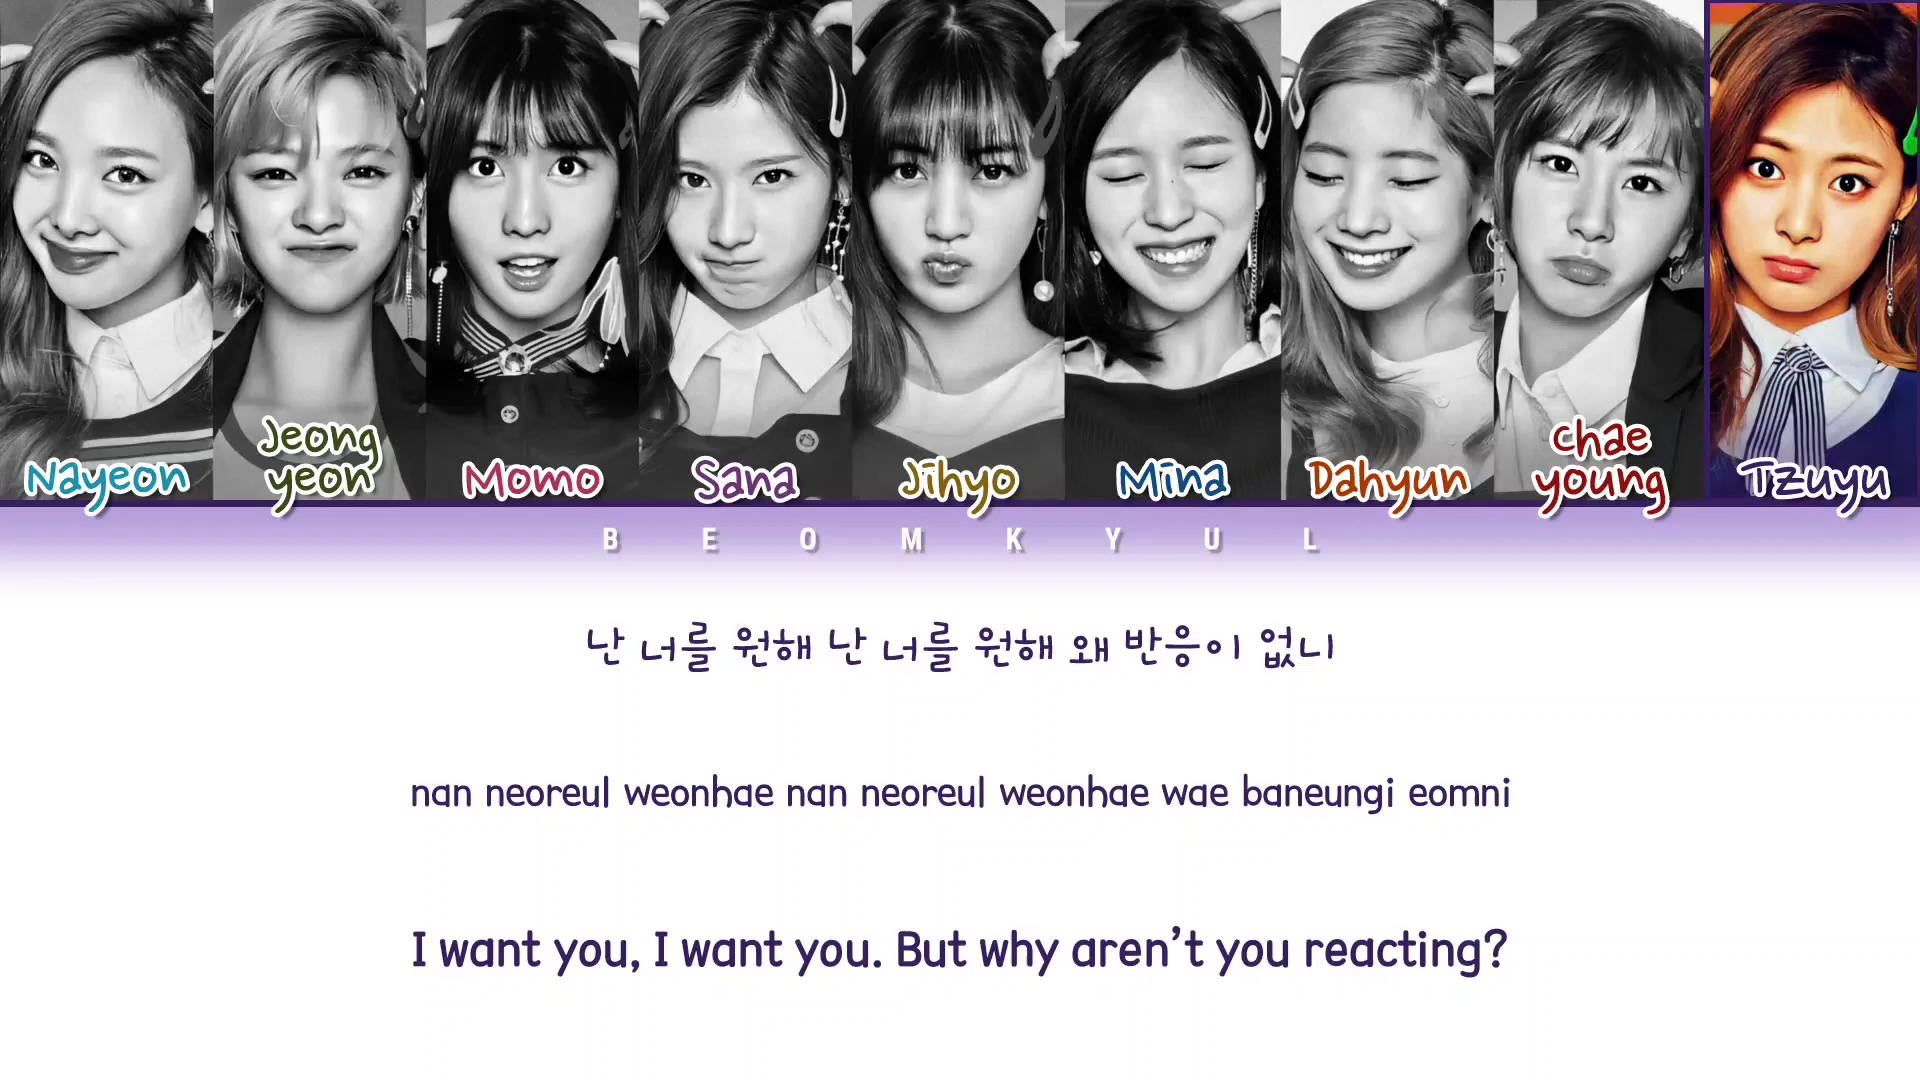 Nayeon
Jeong
yeon
Momo
Sana
Jihyo
Mina
Dahyun
Chae
young
Tzuyu
BEOMKYUL
난 너를 원해 난 너를 원해 왜 반응이 없니
nan neoreul weonhae nan neoreul weonhae wae baneungi eomni
I want you, I want you. But why aren’t you reacting?